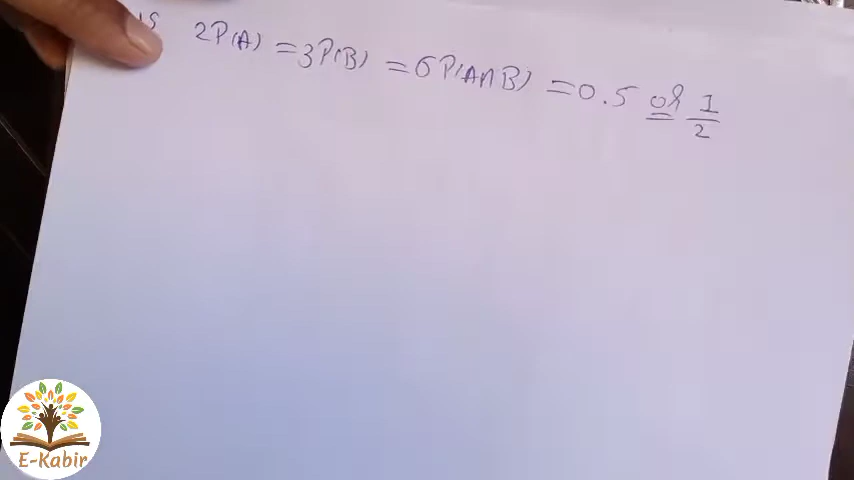 2P(A) = 3P(B) = 6P(A∩B) = 0.5 or 1/2
E-Kabir